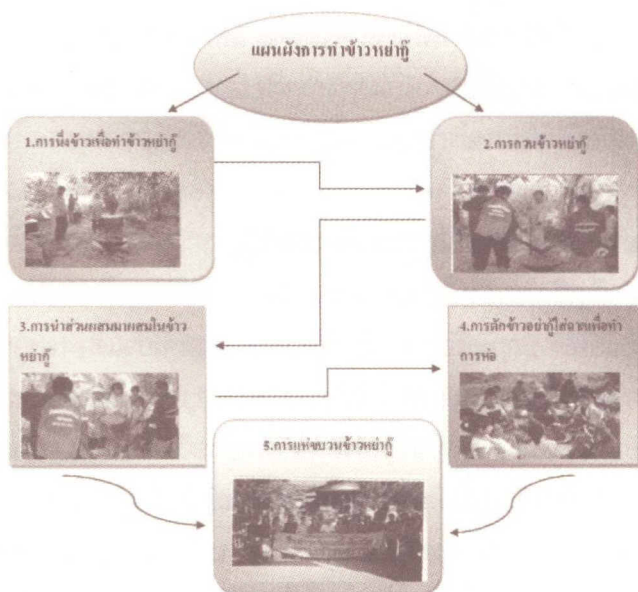 แผนผังการทำข้าวหย่ากู๊
1.การนึ่งข้าวเพื่อทำข้าวหย่ากู๊
2.การกวนข้าวหย่ากู๊
3.การนำส่วนผสมมาผสมในข้าว
หย่ากู๊
4.การตักข้าวอย่ากู๊ใส่ถาดเพื่อทำ
การห่อ
5.การแห่ขบวนข้าวหย่ากู๊